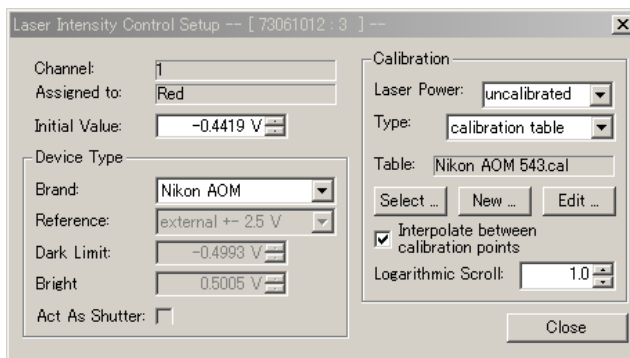 Laser Intensity Control Setup -- [ 73061012 : 3 ] --
Channel: 1
Assigned to: Red
Initial Value: -0.4419 V
Device Type
Brand: Nikon AOM
Reference: external +- 2.5 V
Dark Limit: -0.4993 V
Bright 0.5005 V
Act As Shutter:
Calibration
Laser Power: uncalibrated
Type: calibration table
Table: Nikon AOM 543.cal
Select ... New ... Edit ...
Interpolate between
calibration points
Logarithmic Scroll: 1.0
Close